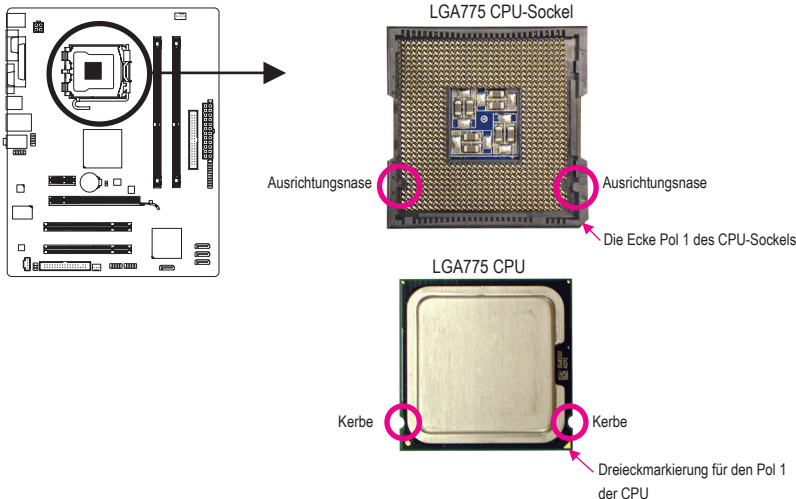 LGA775 CPU-Sockel
Ausrichtungsnase
Ausrichtungsnase
Die Ecke Pol 1 des CPU-Sockels
LGA775 CPU
Kerbe
Kerbe
Dreieckmarkierung für den Pol 1
der CPU